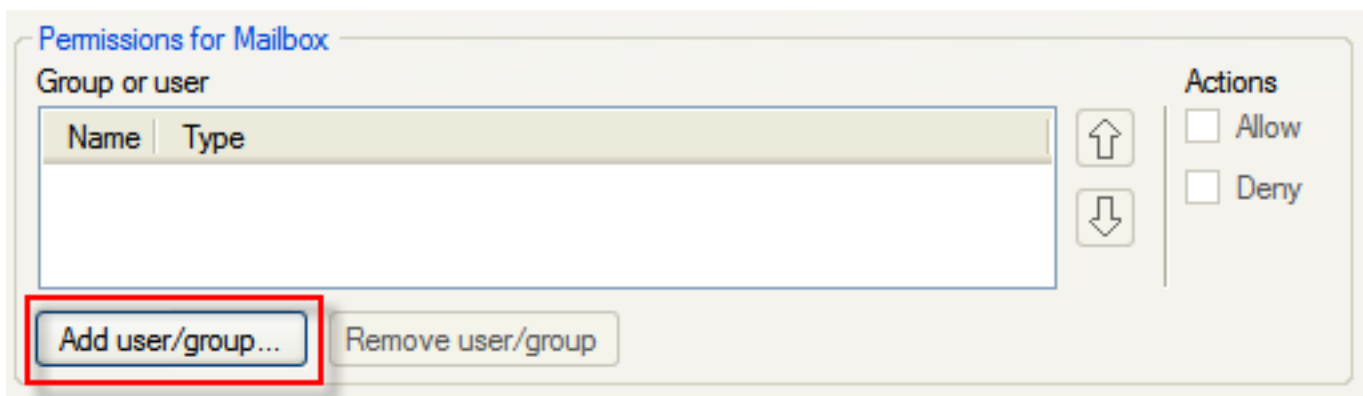 Permissions for Mailbox
Group or user
Actions
Name Type
Allow
Deny
Add user/group...
Remove user/group